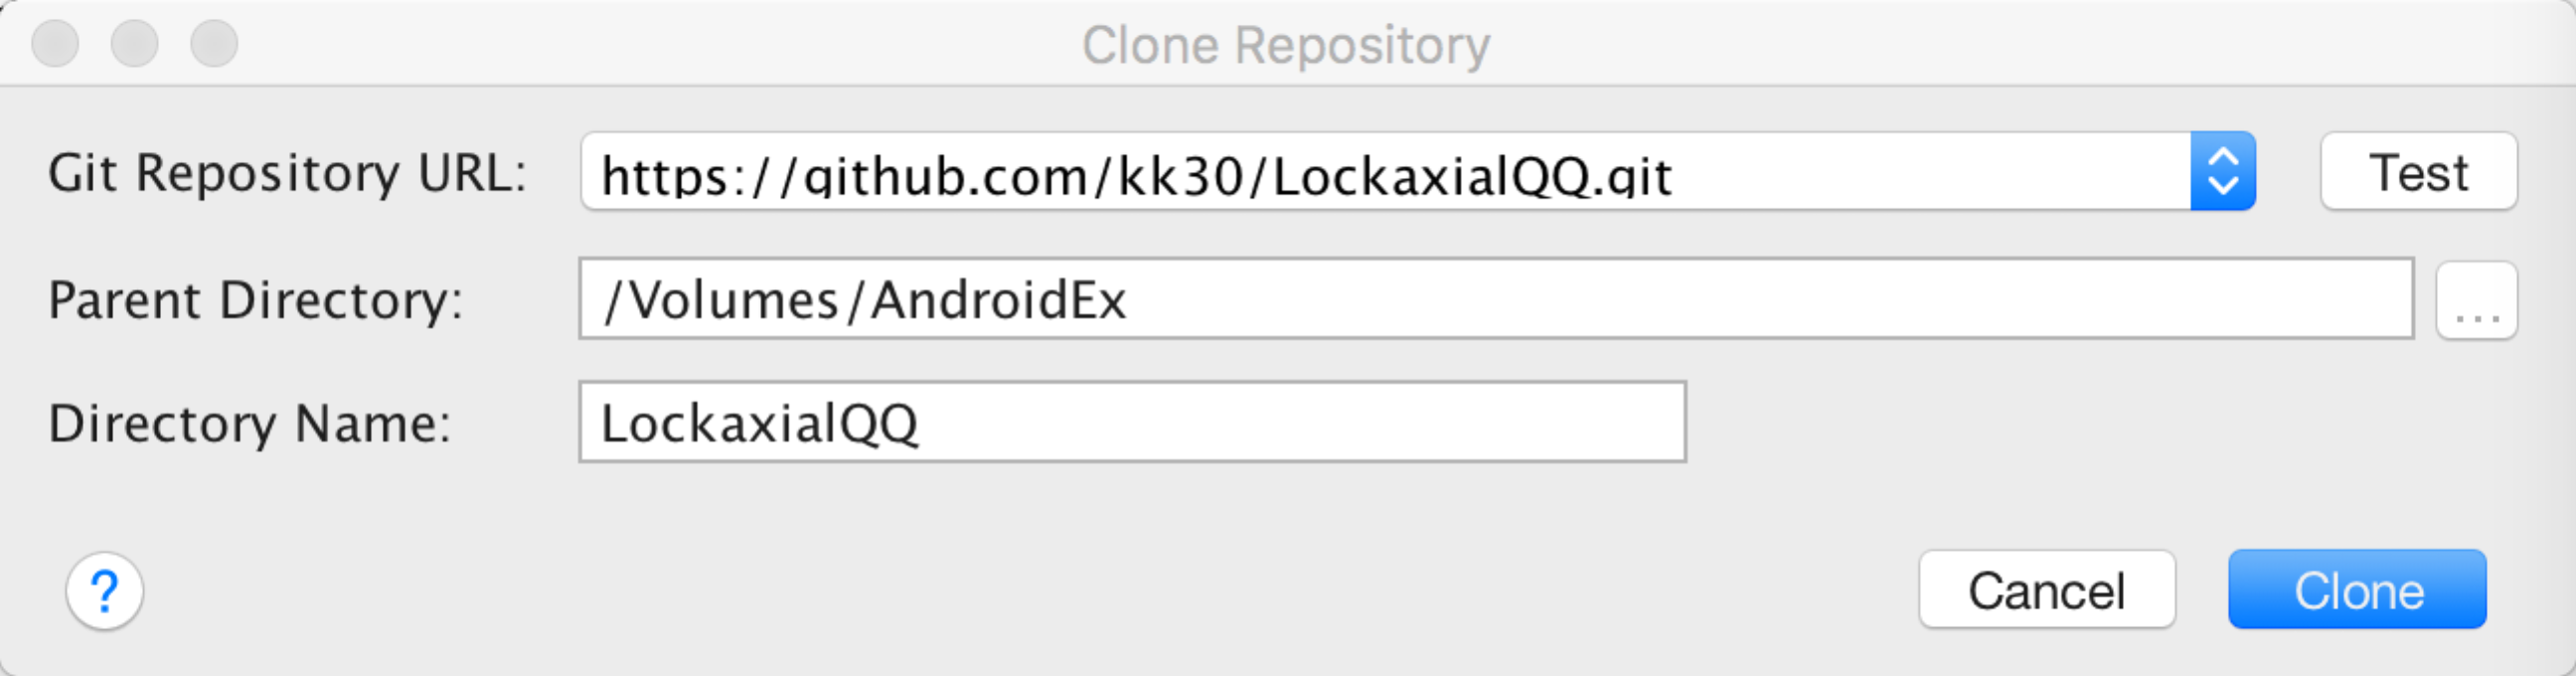 Clone Repository
Git Repository URL: https://github.com/kk30/LockaxialQQ.git Test
Parent Directory: /Volumes/AndroidEx ...
Directory Name: LockaxialQQ
? Cancel Clone